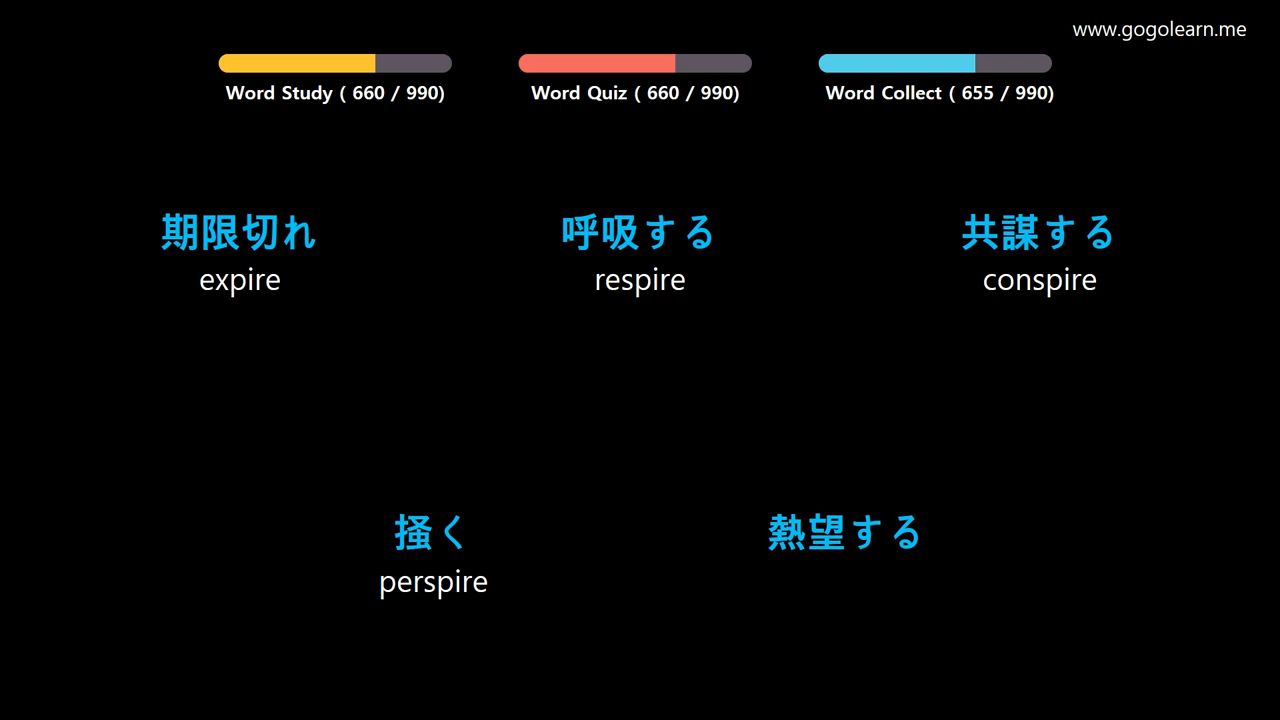 www.gogolearn.me
Word Study ( 660 / 990)
Word Quiz ( 660 / 990)
Word Collect ( 655 / 990)
期限切れ
expire
呼吸する
respire
共謀する
conspire
掻く
perspire
熱望する